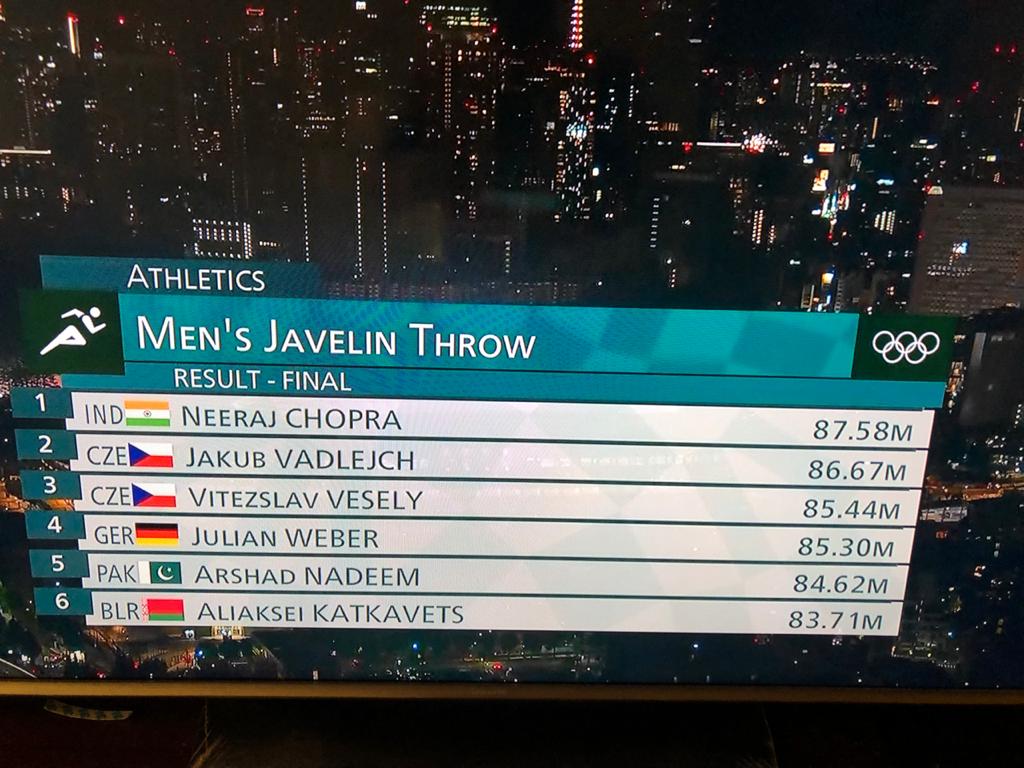 ATHLETICS
MEN'S JAVELIN THROW
RESULT - FINAL
1 IND NEERAJ CHOPRA 87.58M
2 CZE JAKUB VADLEJCH 86.67M
3 CZE VITEZSLAV VESELY 85.44M
4 GER JULIAN WEBER 85.30M
5 PAK ARSHAD NADEEM 84.62M
6 BLR ALIAKSEI KATKAVETS 83.71M